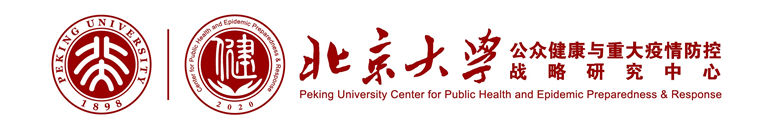 PEKING UNIVERSITY
1898
Center for Public Health and Epidemic Preparedness & Response
健
2020
北京大学
公众健康与重大疫情防控
战略研究中心
Peking University Center for Public Health and Epidemic Preparedness & Response